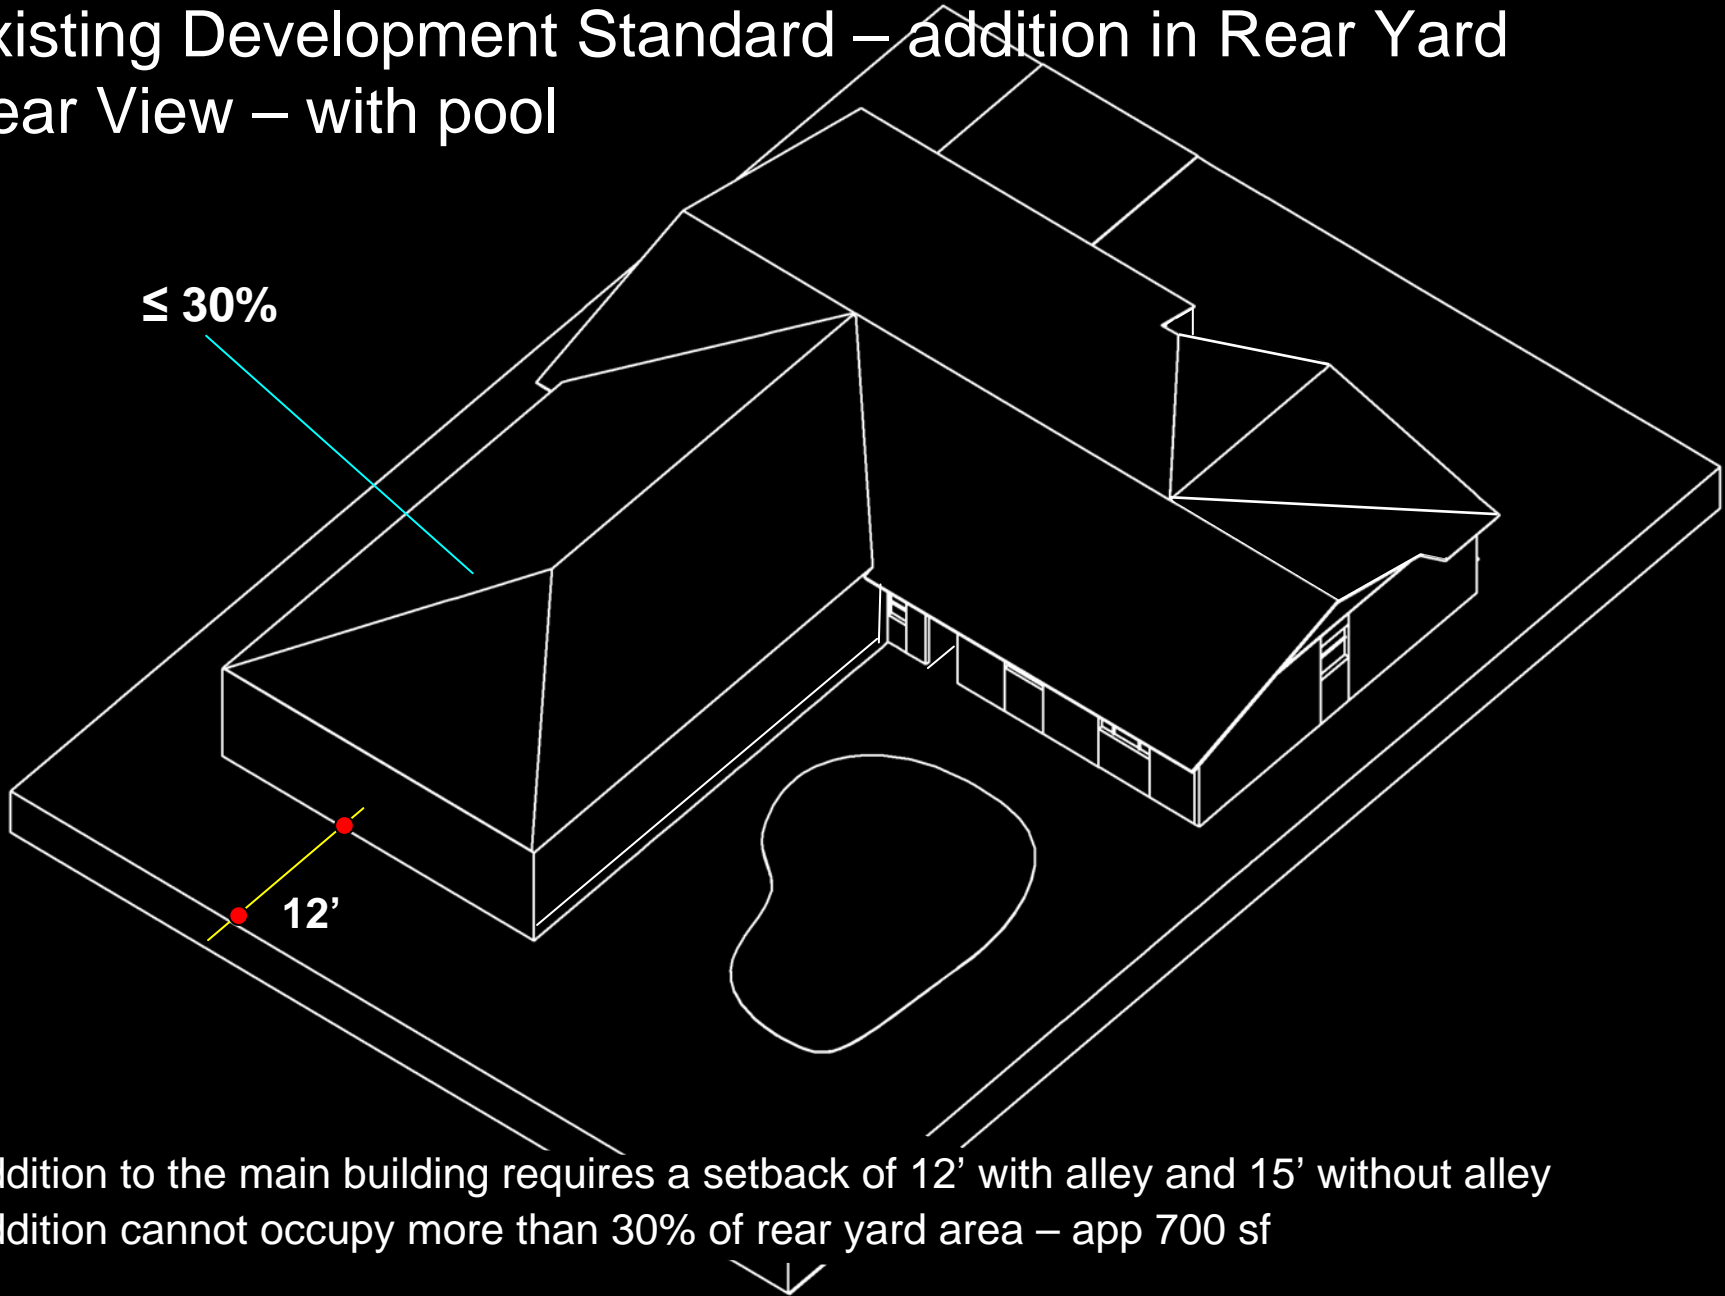 xisting Development Standard – addition in Rear Yard
ear View – with pool
≤ 30%
12’
ddition to the main building requires a setback of 12’ with alley and 15’ without alley
ddition cannot occupy more than 30% of rear yard area – app 700 sf